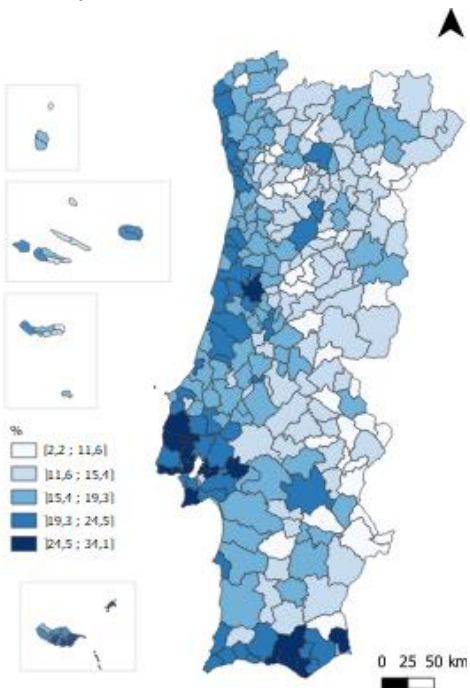 %
[2,2 ; 11,6]
]11,6 ; 15,4]
]15,4 ; 19,3]
]19,3 ; 24,5]
]24,5 ; 34,1]
0 25 50 km